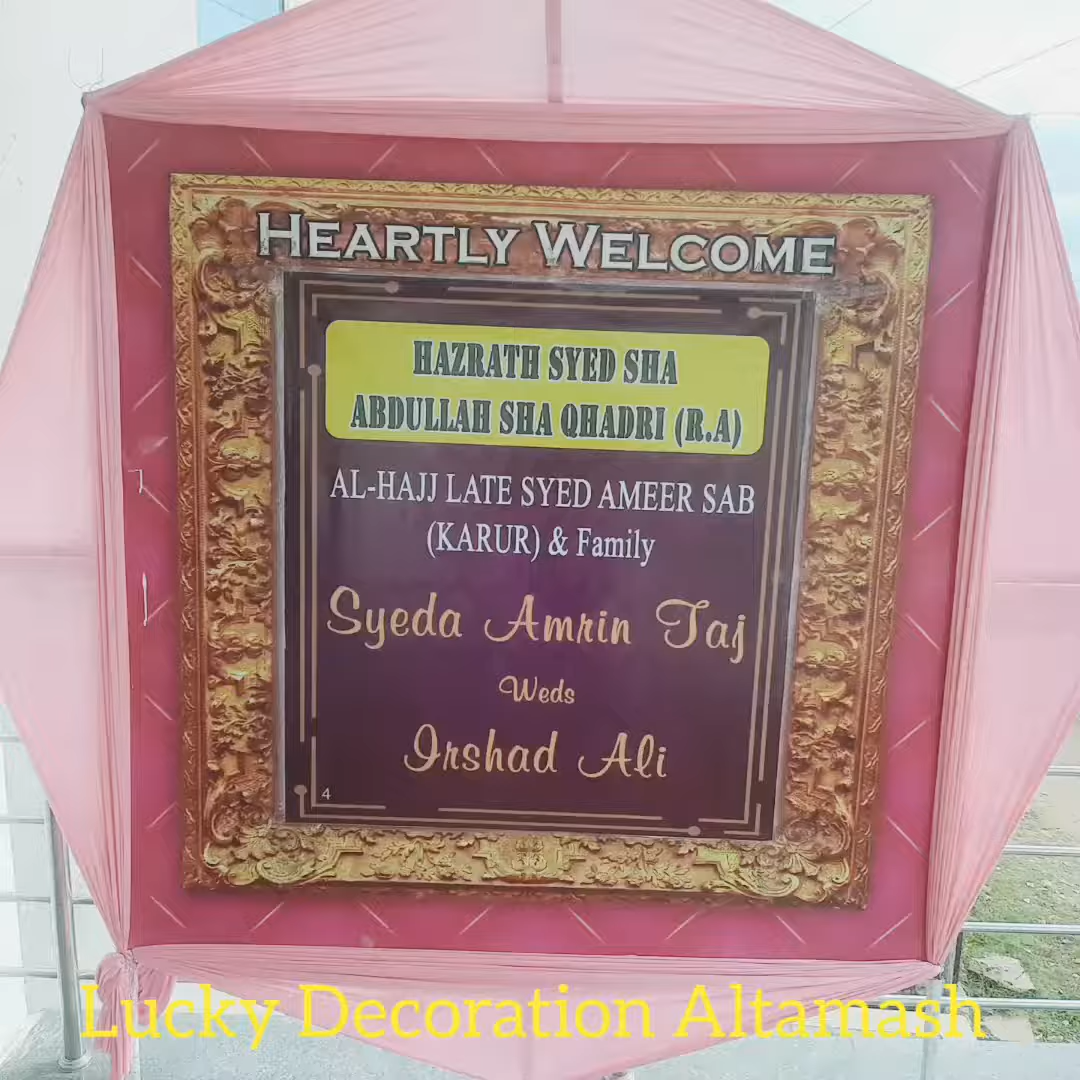 HEARTLY WELCOME
HAZRATH SYED SHA
ABDULLAH SHA QHADRI (R.A)
AL-HAJJ LATE SYED AMEER SAB
(KARUR) & Family
Syeda Amrin Taj
Weds
Irshad Ali
4
Lucky Decoration Altamash